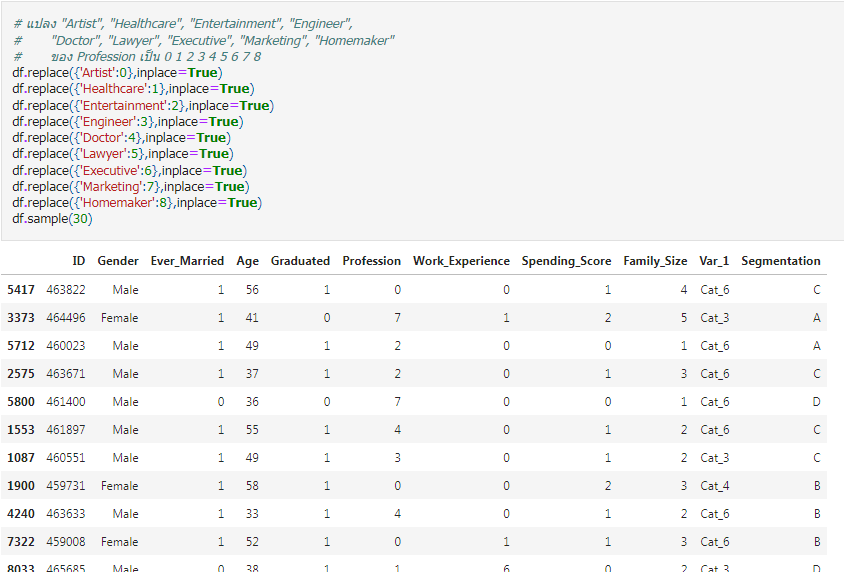 # แปลง "Artist", "Healthcare", "Entertainment", "Engineer",
# "Doctor", "Lawyer", "Executive", "Marketing", "Homemaker"
# ของ Profession เป็น 0 1 2 3 4 5 6 7 8
df.replace({'Artist':0},inplace=True)
df.replace({'Healthcare':1},inplace=True)
df.replace({'Entertainment':2},inplace=True)
df.replace({'Engineer':3},inplace=True)
df.replace({'Doctor':4},inplace=True)
df.replace({'Lawyer':5},inplace=True)
df.replace({'Executive':6},inplace=True)
df.replace({'Marketing':7},inplace=True)
df.replace({'Homemaker':8},inplace=True)
df.sample(30)
ID Gender Ever_Married Age Graduated Profession Work_Experience Spending_Score Family_Size Var_1 Segmentation
5417 463822 Male 1 56 1 0 0 1 4 Cat_6 C
3373 464496 Female 1 41 0 7 1 2 5 Cat_3 A
5712 460023 Male 1 49 1 2 0 0 1 Cat_6 A
2575 463671 Male 1 37 1 2 0 1 3 Cat_6 C
5800 461400 Male 0 36 0 7 0 0 1 Cat_6 D
1553 461897 Male 1 55 1 4 0 1 2 Cat_6 C
1087 460551 Male 1 49 1 3 0 1 2 Cat_3 C
1900 459731 Female 1 58 1 0 0 2 3 Cat_4 B
4240 463633 Male 1 33 1 4 0 1 2 Cat_6 B
7322 459008 Female 1 52 1 0 1 1 3 Cat_6 B
8033 465685 Male 0 38 1 1 6 0 2 Cat_3 D